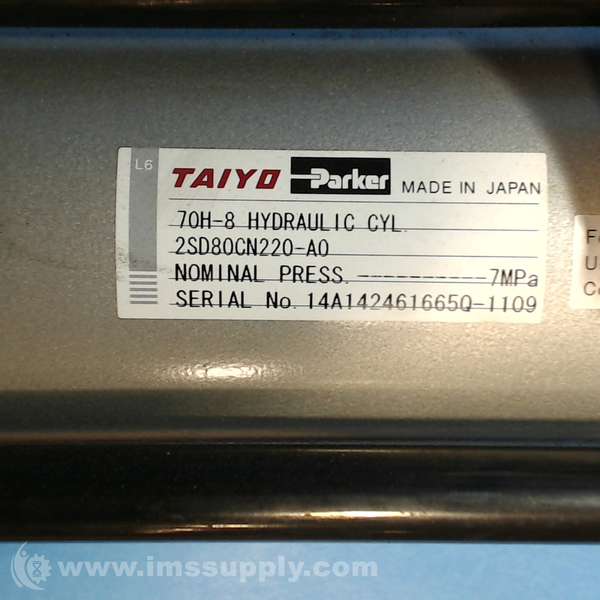 L6
TAIYO Parker MADE IN JAPAN
70H-8 HYDRAULIC CYL.
2SD80CN220-A0
NOMINAL PRESS.-----------7MPa
SERIAL No. 14A142461665Q-1109
www.imssupply.com